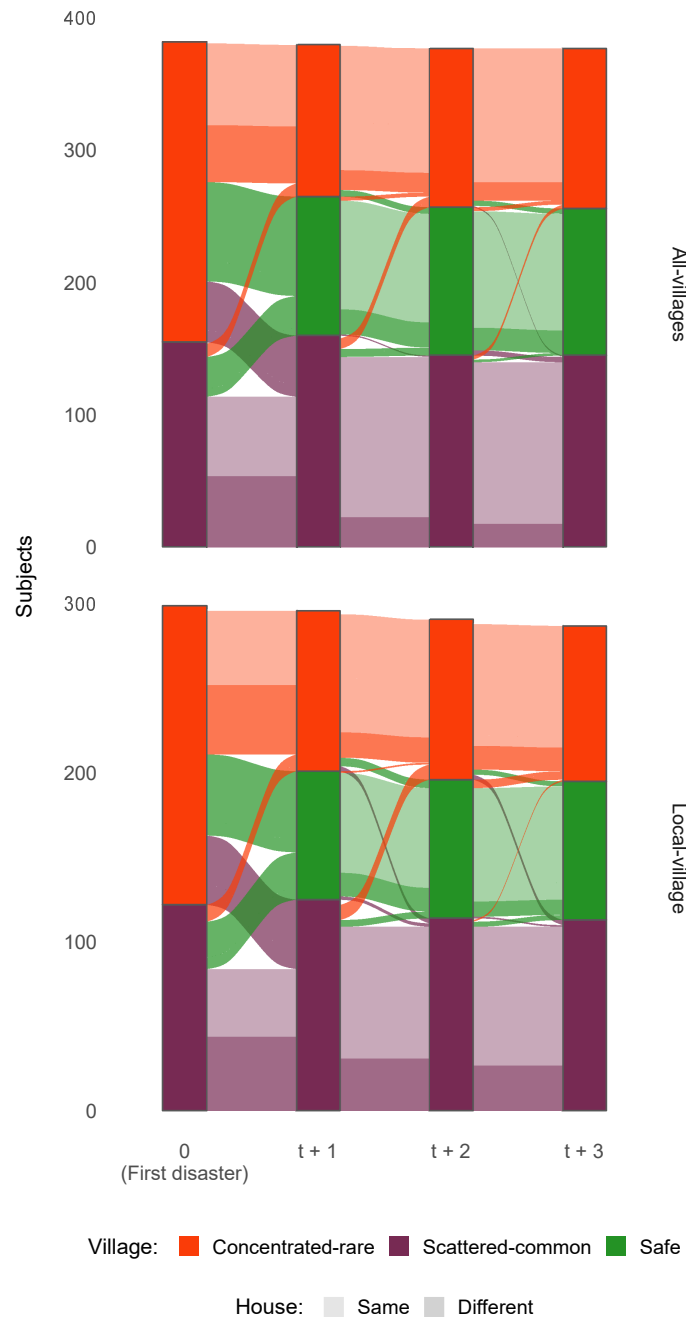 400
300
200
100
0
All-villages
Subjects
300
200
100
0
Local-village
0 t + 1 t + 2 t + 3
(First disaster)
Village: Concentrated-rare Scattered-common Safe
House: Same Different